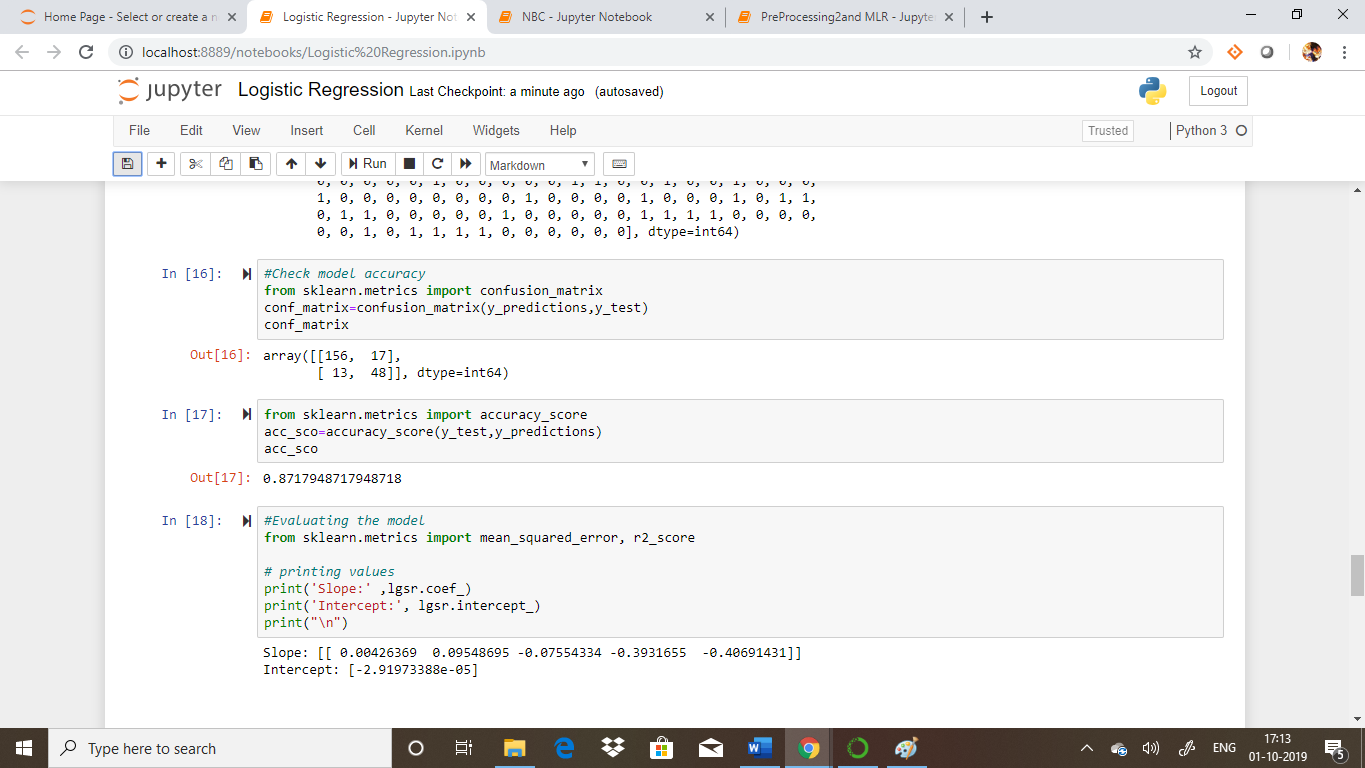 Home Page - Select or create a n
Logistic Regression - Jupyter Not
NBC - Jupyter Notebook
PreProcessing2and MLR - Jupyte
localhost:8889/notebooks/Logistic%20Regression.ipynb
jupyter Logistic Regression Last Checkpoint: a minute ago (autosaved)
Logout
File Edit View Insert Cell Kernel Widgets Help
Trusted
Python 3
Run
Markdown
1, 0, 0, 0, 0, 0, 0, 0, 0, 1, 0, 0, 0, 0, 1, 0, 0, 0, 1, 0, 1, 1,
0, 1, 1, 0, 0, 0, 0, 0, 1, 0, 0, 0, 0, 0, 1, 1, 1, 1, 0, 0, 0, 0,
0, 0, 1, 0, 1, 1, 1, 1, 0, 0, 0, 0, 0, 0], dtype=int64)
In [16]:
#Check model accuracy
from sklearn.metrics import confusion_matrix
conf_matrix=confusion_matrix(y_predictions,y_test)
conf_matrix
Out[16]: array([[156,  17],
[ 13,  48]], dtype=int64)
In [17]:
from sklearn.metrics import accuracy_score
acc_sco=accuracy_score(y_test,y_predictions)
acc_sco
Out[17]: 0.8717948717948718
In [18]:
#Evaluating the model
from sklearn.metrics import mean_squared_error, r2_score
# printing values
print('Slope:' ,lgsr.coef_)
print('Intercept:', lgsr.intercept_)
print("\n")
Slope: [[ 0.00426369  0.09548695 -0.07554334 -0.3931655  -0.40691431]]
Intercept: [-2.91973388e-05]
Type here to search
ENG
17:13
01-10-2019
5